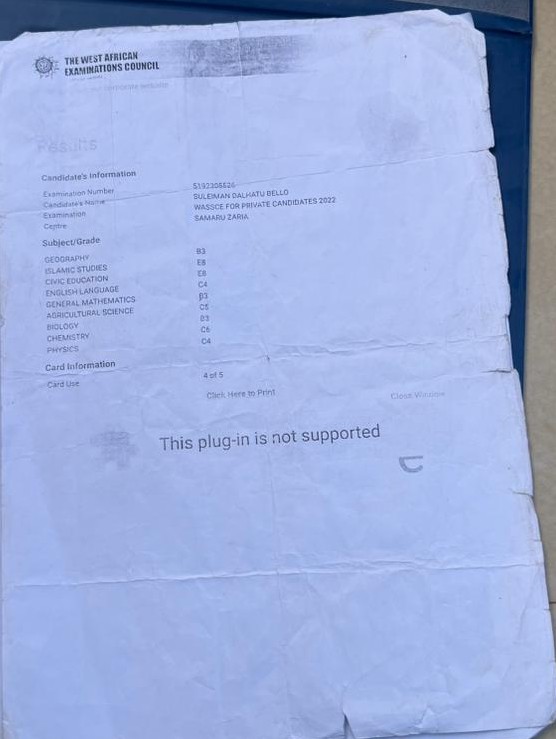 THE WEST AFRICAN
EXAMINATIONS COUNCIL
corporate website
Results
Candidate's Information
Examination Number 5192205526
Candidate's Name SULEIMAN DALHATU BELLO
Examination WASSCE FOR PRIVATE CANDIDATES 2022
Centre SAMARU ZARIA
Subject/Grade
GEOGRAPHY B3
ISLAMIC STUDIES E8
CIVIC EDUCATION E8
ENGLISH LANGUAGE C4
GENERAL MATHEMATICS B3
AGRICULTURAL SCIENCE C5
BIOLOGY B3
CHEMISTRY C6
PHYSICS C4
Card Information
Card Use 4 of 5
Click Here to Print Close Window
This plug-in is not supported